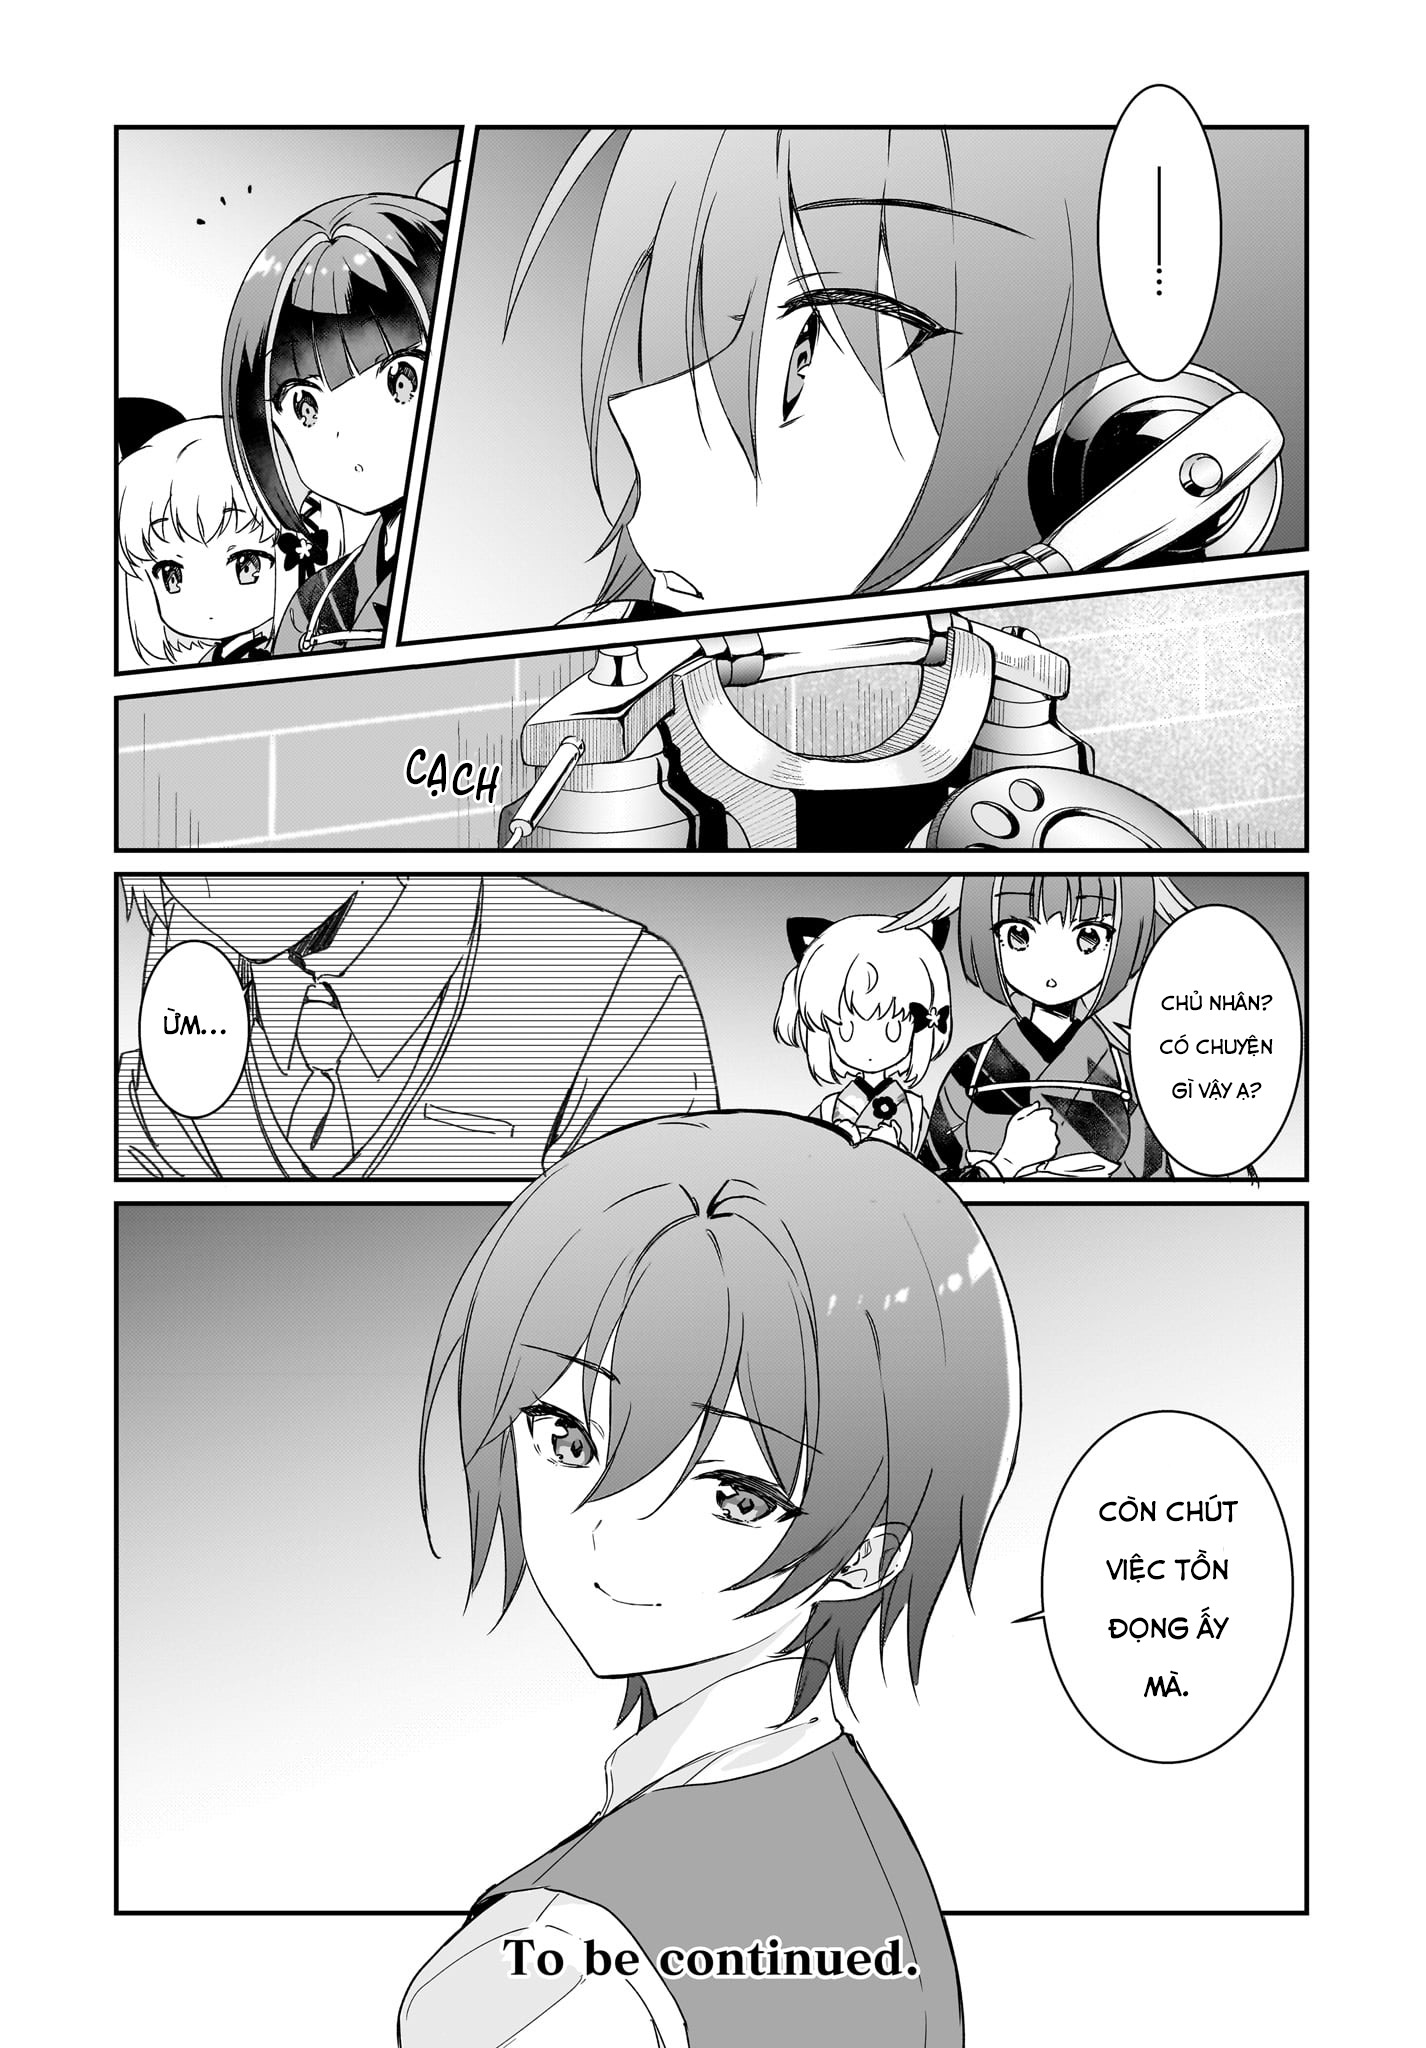 ———...
CẠCH
CHỦ NHÂN?
CÓ CHUYỆN
GÌ VẬY Ạ?
ỪM...
CÒN CHÚT
VIỆC TỒN
ĐỌNG ẤY
MÀ.
To be continued.